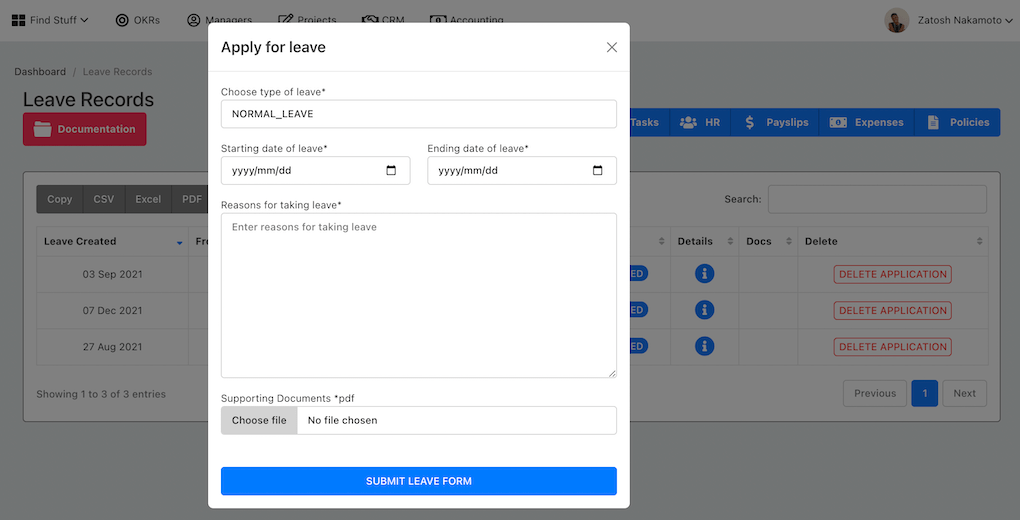 Find Stuff OKRs Managers Projects CRM Accounting Zatosh Nakamoto
Apply for leave
Dashboard / Leave Records
Leave Records
Documentation
Tasks HR Payslips Expenses Policies
Choose type of leave*
NORMAL_LEAVE
Starting date of leave* Ending date of leave*
yyyy/mm/dd yyyy/mm/dd
Copy CSV Excel PDF
Search:
Reasons for taking leave*
Enter reasons for taking leave
Leave Created Details Docs Delete
03 Sep 2021 DELETE APPLICATION
07 Dec 2021 DELETE APPLICATION
27 Aug 2021 DELETE APPLICATION
Showing 1 to 3 of 3 entries
Previous 1 Next
Supporting Documents *pdf
Choose file No file chosen
SUBMIT LEAVE FORM